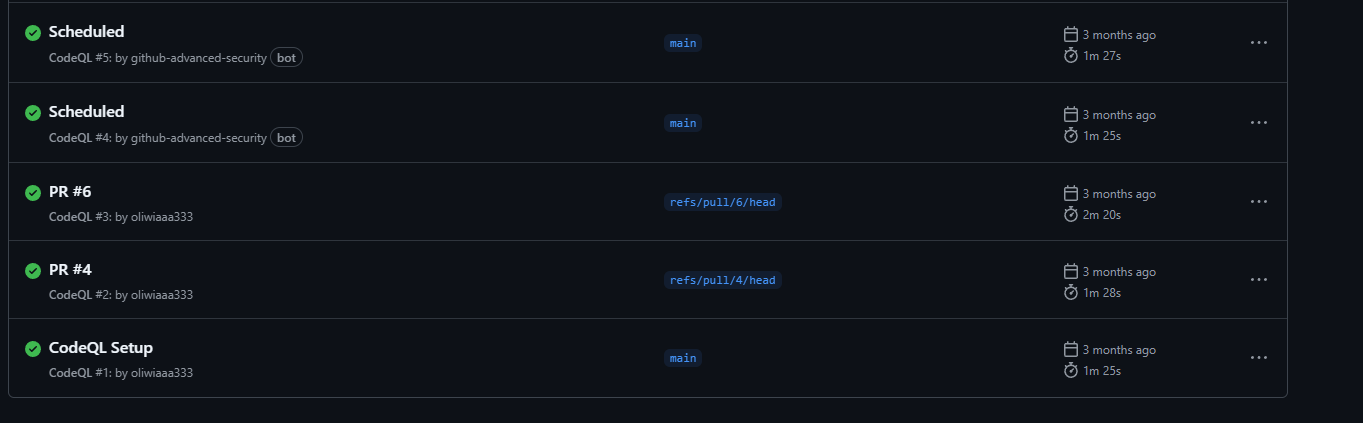 Scheduled
CodeQL #5: by github-advanced-security bot
main
3 months ago
1m 27s
Scheduled
CodeQL #4: by github-advanced-security bot
main
3 months ago
1m 25s
PR #6
CodeQL #3: by oliwiaaa333
refs/pull/6/head
3 months ago
2m 20s
PR #4
CodeQL #2: by oliwiaaa333
refs/pull/4/head
3 months ago
1m 28s
CodeQL Setup
CodeQL #1: by oliwiaaa333
main
3 months ago
1m 25s